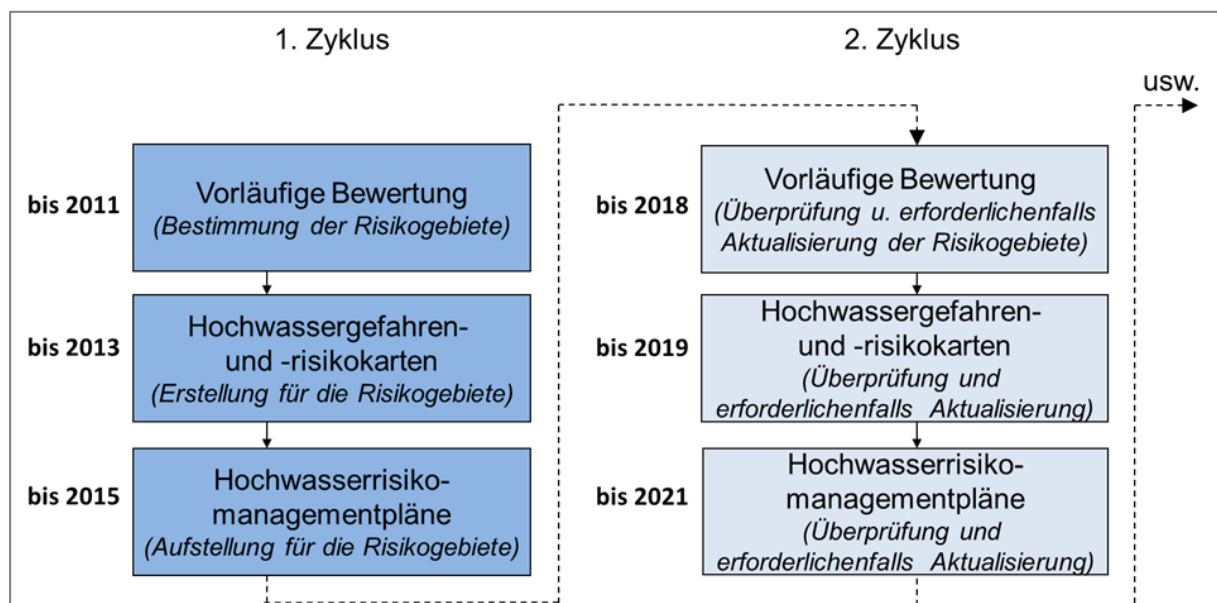 1. Zyklus
bis 2011
Vorläufige Bewertung
(Bestimmung der Risikogebiete)
bis 2013
Hochwassergefahren-
und -risikokarten
(Erstellung für die Risikogebiete)
bis 2015
Hochwasserrisiko-
managementpläne
(Aufstellung für die Risikogebiete)
2. Zyklus
usw.
bis 2018
Vorläufige Bewertung
(Überprüfung u. erforderlichenfalls
Aktualisierung der Risikogebiete)
bis 2019
Hochwassergefahren-
und -risikokarten
(Überprüfung und
erforderlichenfalls Aktualisierung)
bis 2021
Hochwasserrisiko-
managementpläne
(Überprüfung und
erforderlichenfalls Aktualisierung)